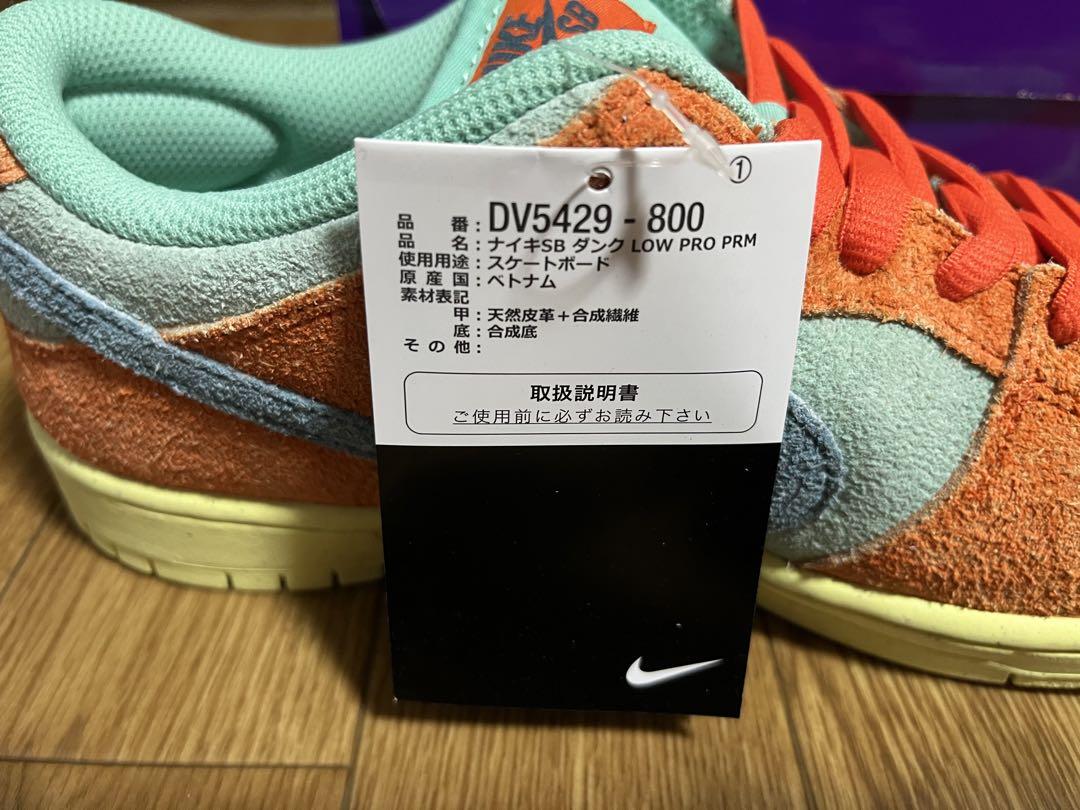 NIKE SB
①
品 番 : DV5429 - 800
品 名 : ナイキSB ダンク LOW PRO PRM
使用用途 : スケートボード
原 産 国 : ベトナム
素材表記
甲 : 天然皮革＋合成繊維
底 : 合成底
そ の 他 :
取扱説明書
ご使用前に必ずお読み下さい